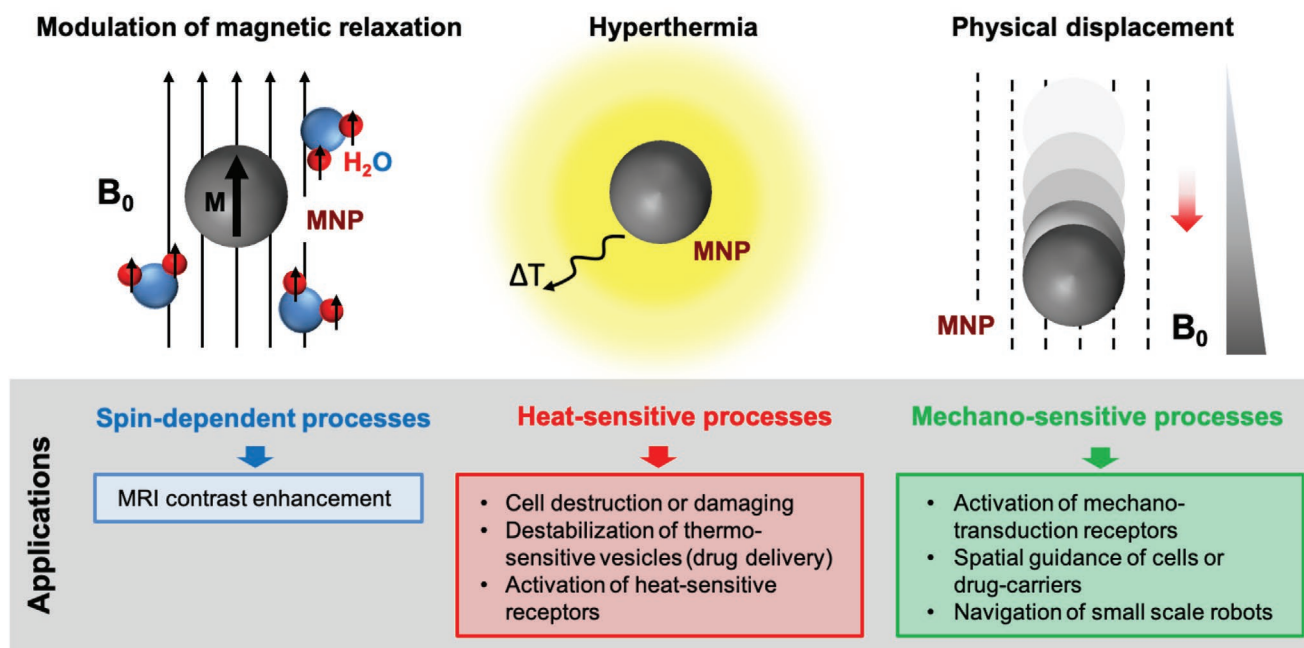 Modulation of magnetic relaxation
Hyperthermia
Physical displacement
B₀
M
H₂O
MNP
ΔT
MNP
MNP
B₀
Applications
Spin-dependent processes
MRI contrast enhancement
Heat-sensitive processes
• Cell destruction or damaging
• Destabilization of thermo-
sensitive vesicles (drug delivery)
• Activation of heat-sensitive
receptors
Mechano-sensitive processes
• Activation of mechano-
transduction receptors
• Spatial guidance of cells or
drug-carriers
• Navigation of small scale robots